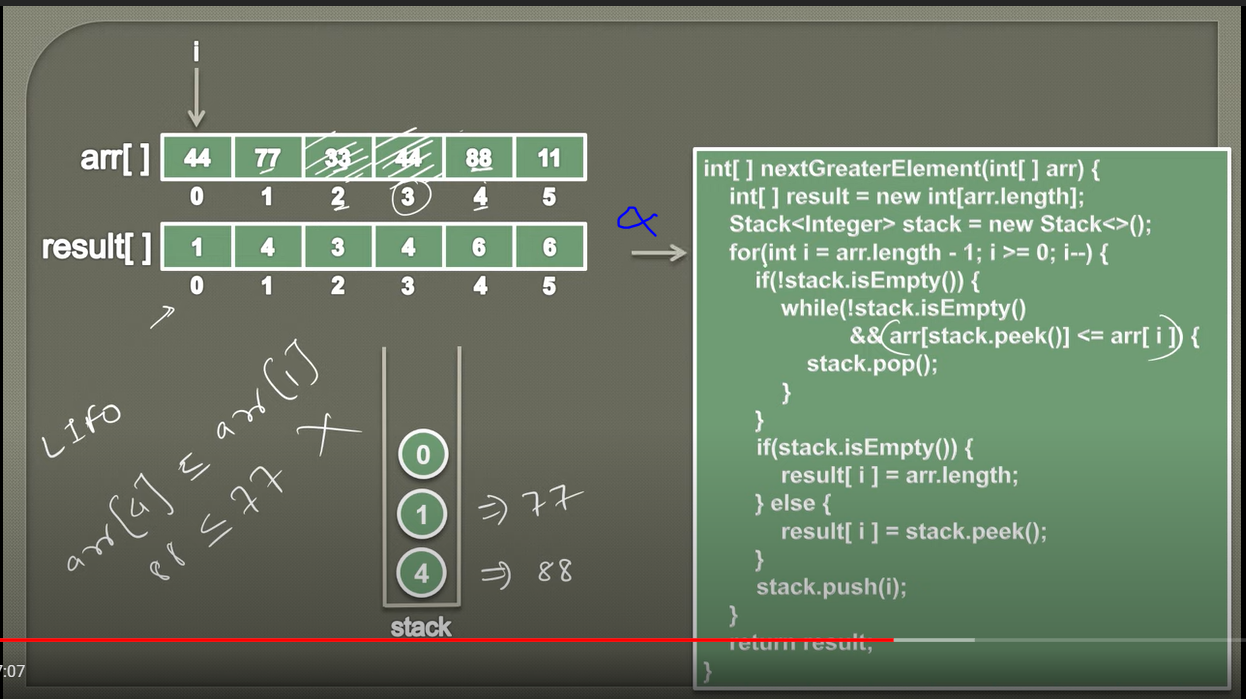 i
arr[ ] 44 77 33 44 88 11
0 1 2 3 4 5
result[ ] 1 4 3 4 6 6
0 1 2 3 4 5
LIFO
arr[4] ≤ arr[i]
88 ≤ 77 X
0
1 ⇒ 77
4 ⇒ 88
stack
int[ ] nextGreaterElement(int[ ] arr) {
int[ ] result = new int[arr.length];
Stack<Integer> stack = new Stack<>();
for(int i = arr.length - 1; i >= 0; i--) {
if(!stack.isEmpty()) {
while(!stack.isEmpty()
&& arr[stack.peek()] <= arr[ i ]) {
stack.pop();
}
}
if(stack.isEmpty()) {
result[ i ] = arr.length;
} else {
result[ i ] = stack.peek();
}
stack.push(i);
}
return result;
}
:07